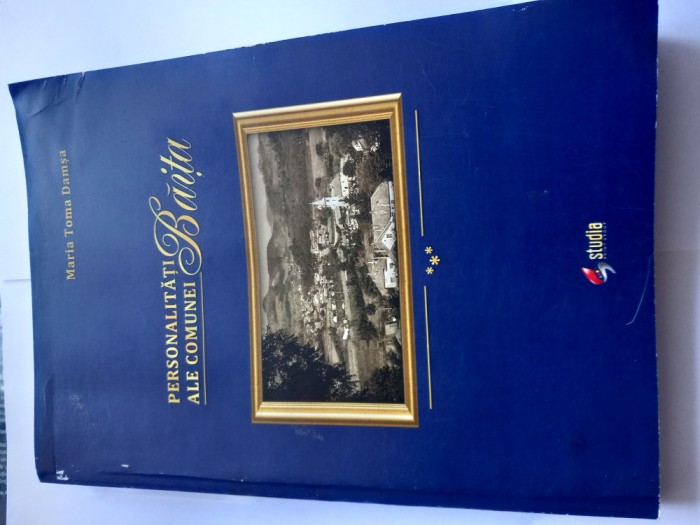 Maria Toma Damșa
PERSONALITĂȚI
ALE COMUNEI
Băița
***
studia